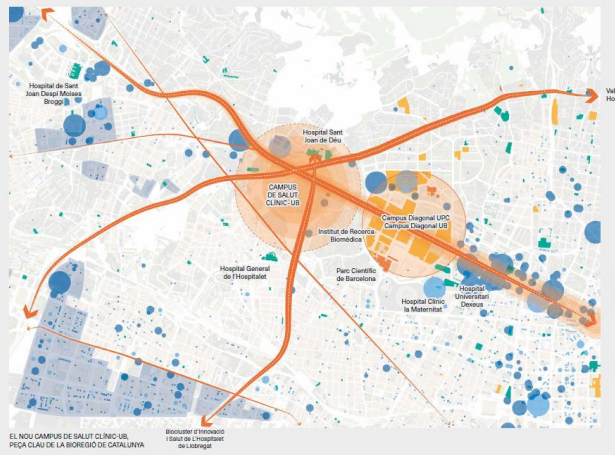 Hospital de Sant
Joan Despí Moises
Broggi
Hospital Sant
Joan de Déu
CAMPUS
DE SALUT
CLÍNIC-UB
Campus Diagonal UPC
Campus Diagonal UB
Institut de Recerca
Biomèdica
Hospital General
de l'Hospitalet
Parc Científic
de Barcelona
Hospital
Universitari
Dexeus
Hospital Clínic
la Maternitat
Biocluster d'Innovació
i Salut de L'Hospitalet
de Llobregat
EL NOU CAMPUS DE SALUT CLÍNIC-UB,
PEÇA CLAU DE LA BIOREGIÓ DE CATALUNYA